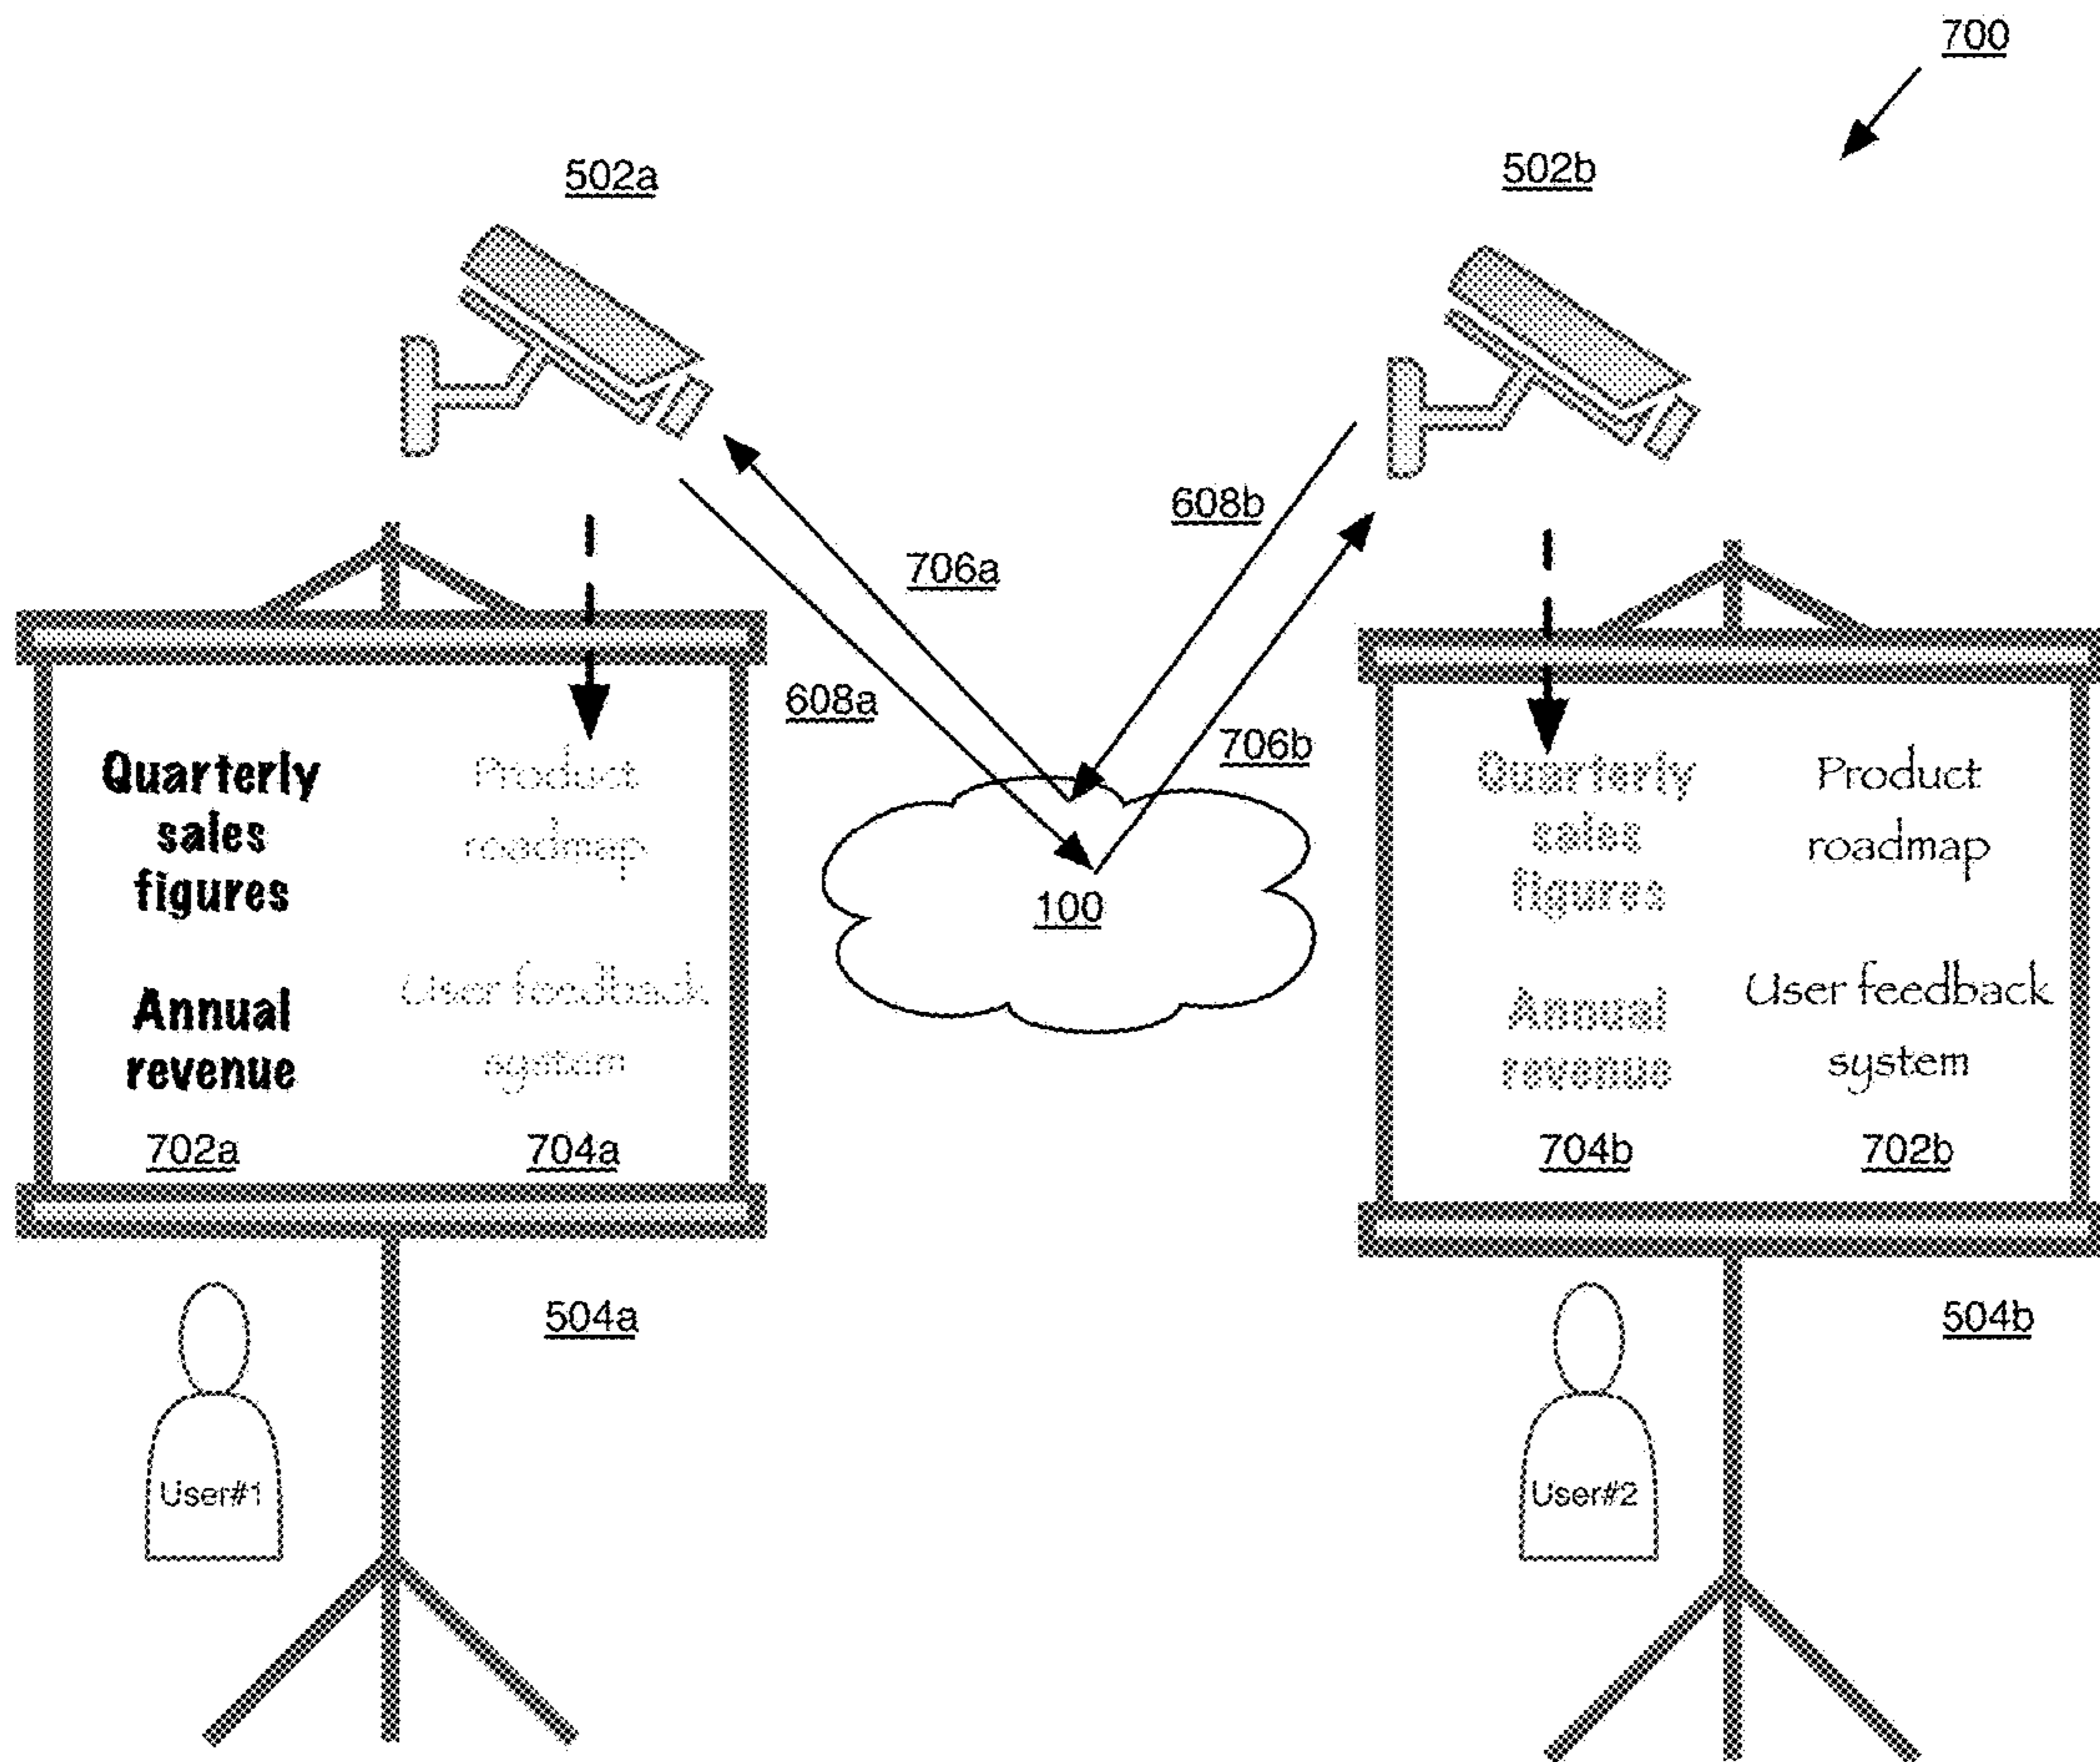 700
502a
502b
608b
706a
608a
706b
Quarterly
sales
figures
Annual
revenue
702a
Product
roadmap
User feedback
system
704a
100
Quarterly
sales
figures
Annual
revenue
704b
Product
roadmap
User feedback
system
702b
504a
504b
User#1
User#2